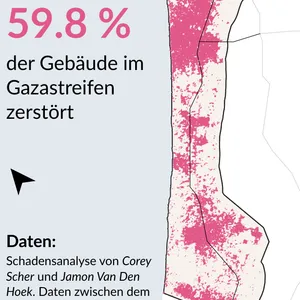 59.8 %
der Gebäude im
Gazastreifen
zerstört
Daten:
Schadensanalyse von Corey
Scher und Jamon Van Den
Hoek. Daten zwischen dem